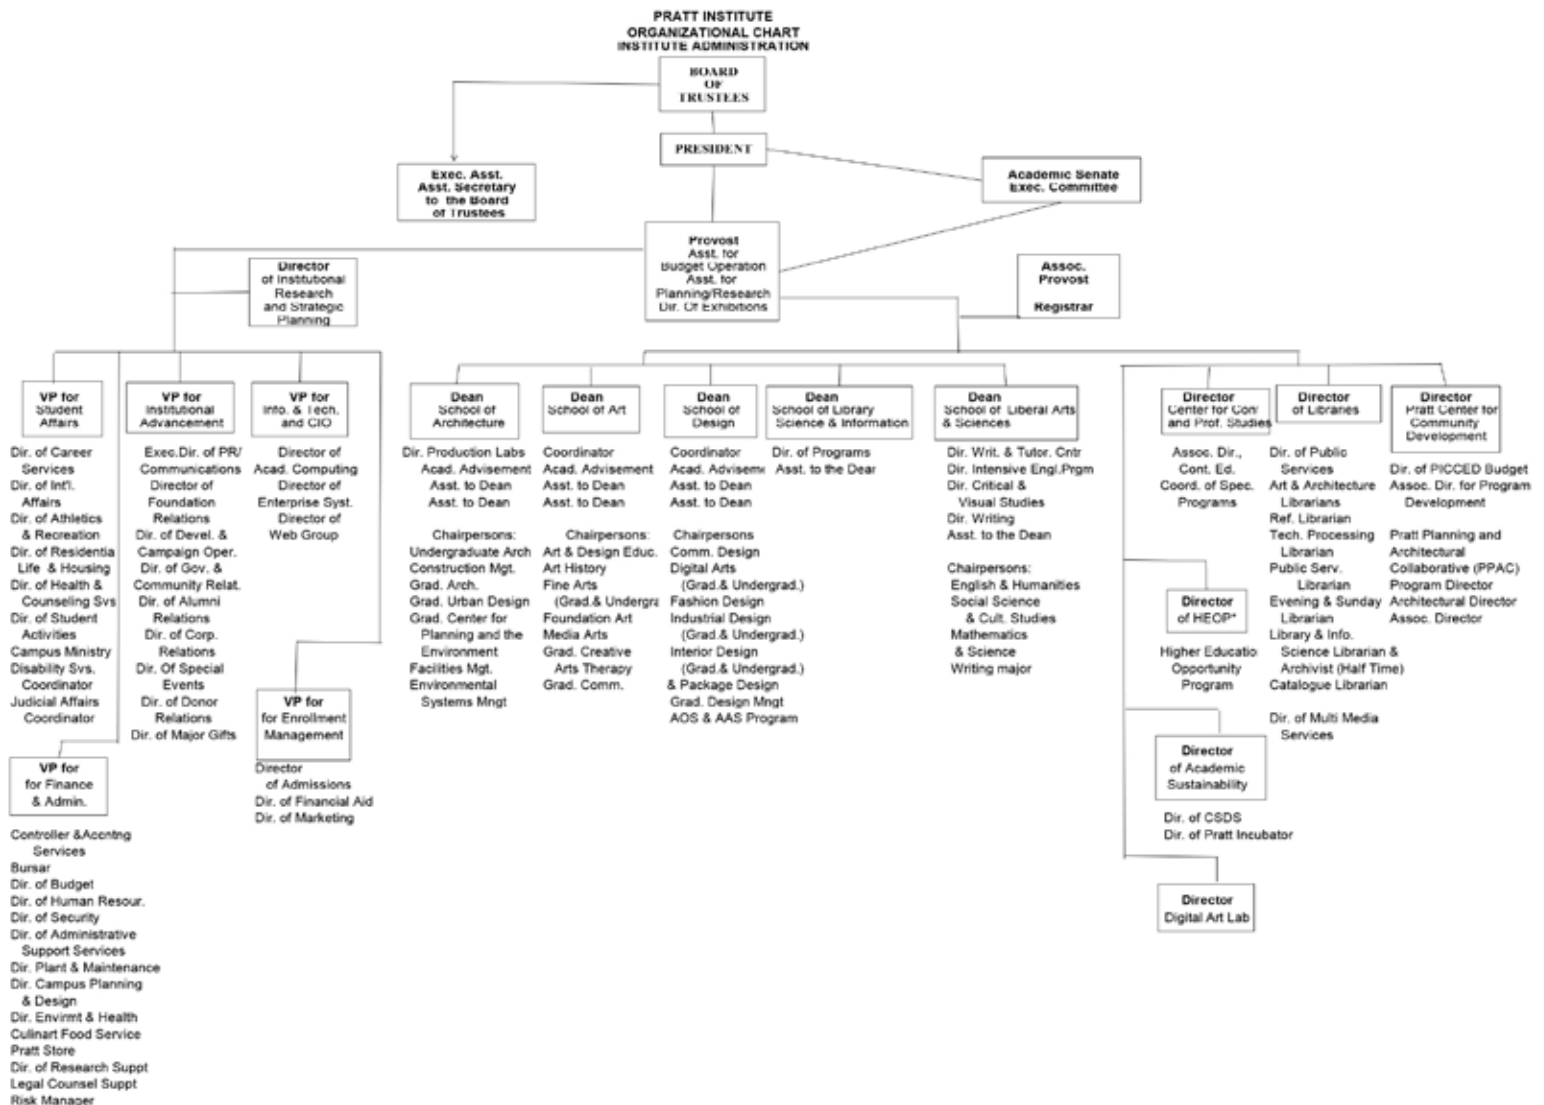 PRATT INSTITUTE
ORGANIZATIONAL CHART
INSTITUTE ADMINISTRATION
BOARD
OF
TRUSTEES
PRESIDENT
Exec. Asst.
Asst. Secretary
to the Board
of Trustees
Academic Senate
Exec. Committee
Provost
Asst. for
Budget Operation
Asst. for
Planning/Research
Dir. Of Exhibitions
Director
of Institutional
Research
and Strategic
Planning
Assoc.
Provost
Registrar
VP for
Student
Affairs
Dir. of Career
Services
Dir. of Int'l.
Affairs
Dir. of Athletics
& Recreation
Dir. of Residentia
Life & Housing
Dir. of Health &
Counseling Svs
Dir. of Student
Activities
Campus Ministry
Disability Svs.
Coordinator
Judicial Affairs
Coordinator
VP for
for Finance
& Admin.
Controller &Accntng
Services
Bursar
Dir. of Budget
Dir. of Human Resour.
Dir. of Security
Dir. of Administrative
Support Services
Dir. Plant & Maintenance
Dir. Campus Planning
& Design
Dir. Envirmt & Health
Culinart Food Service
Pratt Store
Dir. of Research Suppt
Legal Counsel Suppt
Risk Manager
VP for
Institutional
Advancement
Exec.Dir. of PR/
Communications
Director of
Foundation
Relations
Dir. of Devel. &
Campaign Oper.
Dir. of Gov. &
Community Relat.
Dir. of Alumni
Relations
Dir. of Corp.
Relations
Dir. Of Special
Events
Dir. of Donor
Relations
Dir. of Major Gifts
VP for
Info. & Tech.
and CIO
Director of
Acad. Computing
Director of
Enterprise Syst.
Director of
Web Group
VP for
for Enrollment
Management
Director
of Admissions
Dir. of Financial Aid
Dir. of Marketing
Dean
School of
Architecture
Dir. Production Labs
Acad. Advisement
Asst. to Dean
Asst. to Dean
Chairpersons:
Undergraduate Arch
Construction Mgt.
Grad. Arch.
Grad. Urban Design
Grad. Center for
Planning and the
Environment
Facilities Mgt.
Environmental
Systems Mngt
Dean
School of Art
Coordinator
Acad. Advisement
Asst. to Dean
Asst. to Dean
Chairpersons:
Art & Design Educ.
Art History
Fine Arts
(Grad.& Undergra
Foundation Art
Media Arts
Grad. Creative
Arts Therapy
Grad. Comm.
Dean
School of
Design
Coordinator
Acad. Adviseme
Asst. to Dean
Asst. to Dean
Chairpersons
Comm. Design
Digital Arts
(Grad.& Undergrad.)
Fashion Design
Industrial Design
(Grad.& Undergrad.)
Interior Design
(Grad.& Undergrad.)
& Package Design
Grad. Design Mngt
AOS & AAS Program
Dean
School of Library
Science & Information
Dir. of Programs
Asst. to the Dear
Dean
School of Liberal Arts
& Sciences
Dir. Writ. & Tutor. Cntr
Dir. Intensive Engl.Prgm
Dir. Critical &
Visual Studies
Dir. Writing
Asst. to the Dean
Chairpersons:
English & Humanities
Social Science
& Cult. Studies
Mathematics
& Science
Writing major
Director
Center for Con/
and Prof. Studies
Assoc. Dir.,
Cont. Ed.
Coord. of Spec.
Programs
Director
of HEOP*
Higher Educatio
Opportunity
Program
Director
of Academic
Sustainability
Dir. of CSDS
Dir. of Pratt Incubator
Director
Digital Art Lab
Director
of Libraries
Dir. of Public
Services
Art & Architecture
Librarians
Ref. Librarian
Tech. Processing
Librarian
Public Serv.
Librarian
Evening & Sunday
Librarian
Library & Info.
Science Librarian &
Archivist (Half Time)
Catalogue Librarian
Dir. of Multi Media
Services
Director
Pratt Center for
Community
Development
Dir. of PICCED Budget
Assoc. Dir. for Program
Development
Pratt Planning and
Architectural
Collaborative (PPAC)
Program Director
Architectural Director
Assoc. Director